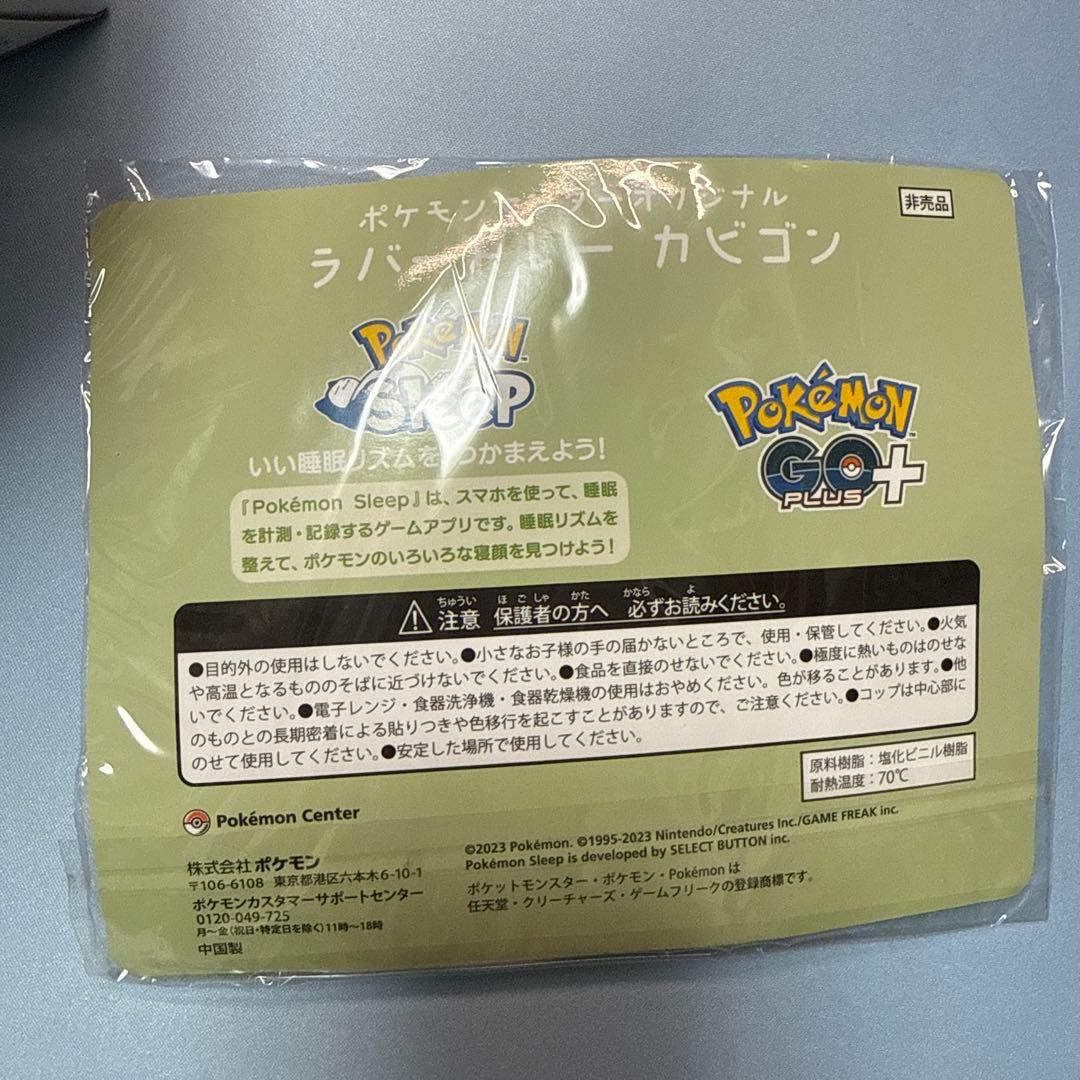 ポケモンセンターオリジナル
非売品
ラバー カビゴン
Pokémon
Sleep
いい睡眠リズムをつかまえよう!
POKéMON
GO
PLUS+
『Pokémon Sleep』は、スマホを使って、睡眠
を計測・記録するゲームアプリです。睡眠リズムを
整えて、ポケモンのいろいろな寝顔を見つけよう!
ちゅうい ほごしゃ かた かなら よ
注意 保護者の方へ 必ずお読みください。
●目的外の使用はしないでください。●小さなお子様の手の届かないところで、使用・保管してください。●火気
や高温となるもののそばに近づけないでください。●食品を直接のせないでください。●極度に熱いものはのせな
いでください。●電子レンジ・食器洗浄機・食器乾燥機の使用はおやめください。色が移ることがあります。●他
のものとの長期密着による貼りつきや色移行を起こすことがありますので、ご注意ください。●コップは中心部に
のせて使用してください。●安定した場所で使用してください。
原料樹脂:塩化ビニル樹脂
耐熱温度:70℃
Pokémon Center
©2023 Pokémon. ©1995-2023 Nintendo/Creatures Inc./GAME FREAK inc.
Pokémon Sleep is developed by SELECT BUTTON inc.
ポケットモンスター・ポケモン・Pokémon は
任天堂・クリーチャーズ・ゲームフリークの登録商標です。
株式会社ポケモン
〒106-6108 東京都港区六本木6-10-1
ポケモンカスタマーサポートセンター
0120-049-725
月〜金(祝日・特定日を除く)11時〜18時
中国製